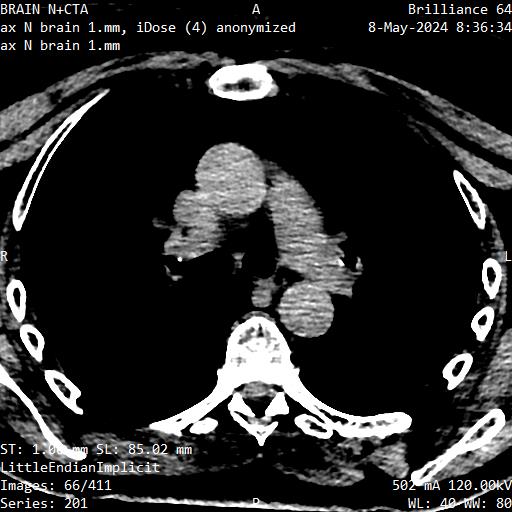 BRAIN N+CTA
A
Brilliance 64
ax N brain 1.mm, iDose (4) anonymized
8-May-2024 8:36:34
ax N brain 1.mm
R
L
ST: 1.00 mm SL: 85.02 mm
LittleEndianImplicit
Images: 66/411
502 mA 120.00kV
Series: 201
P
WL: 40 WW: 80